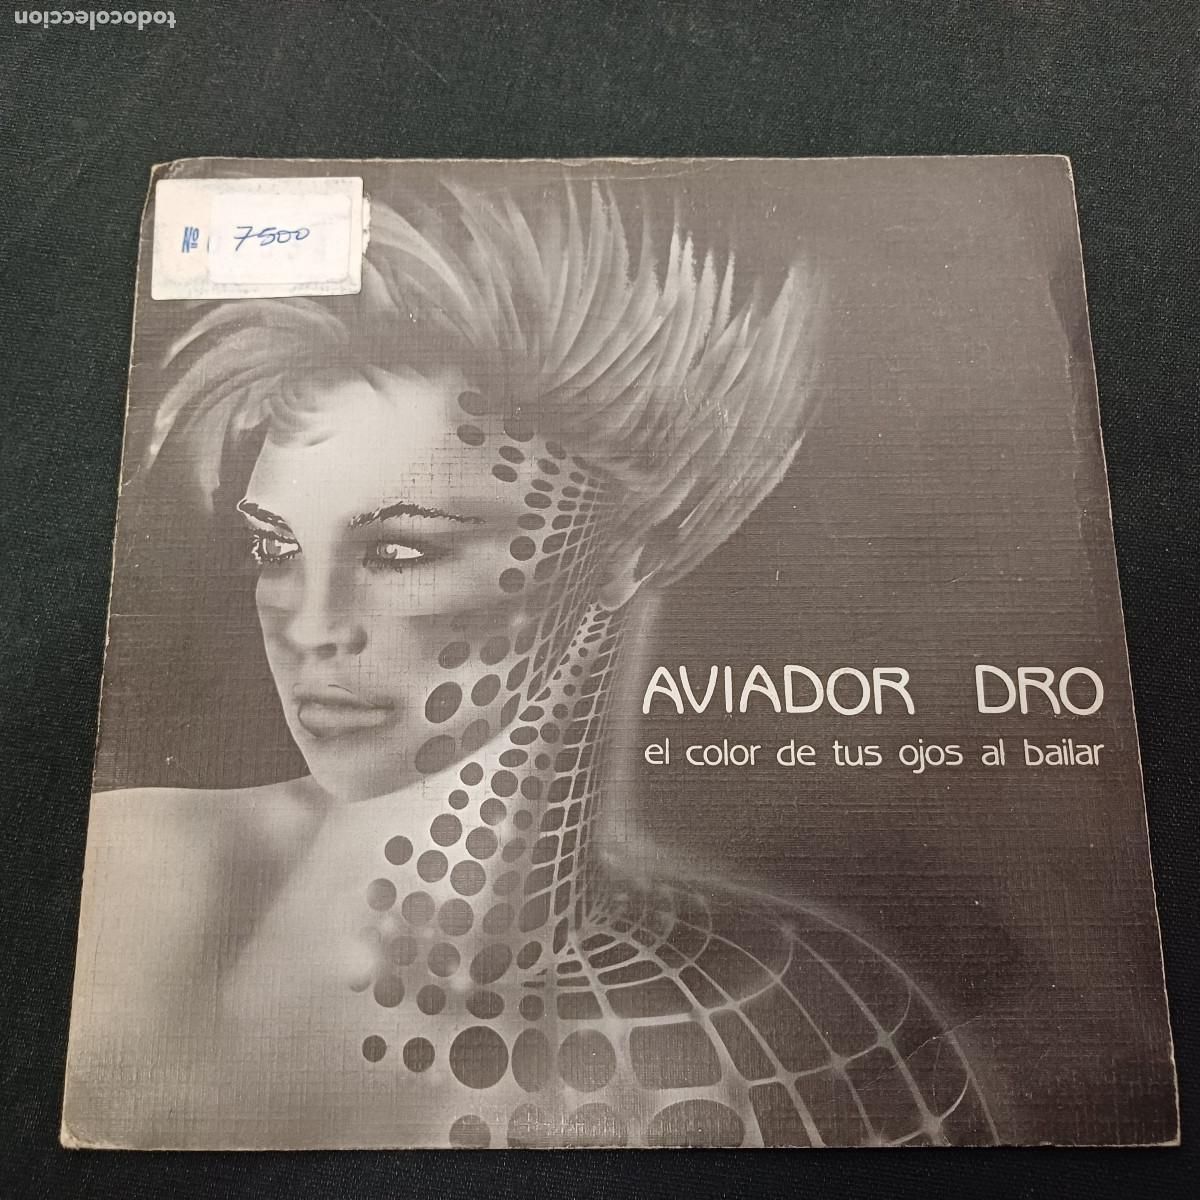 todocoleccion
Nº 7500
AVIADOR DRO
el color de tus ojos al bailar